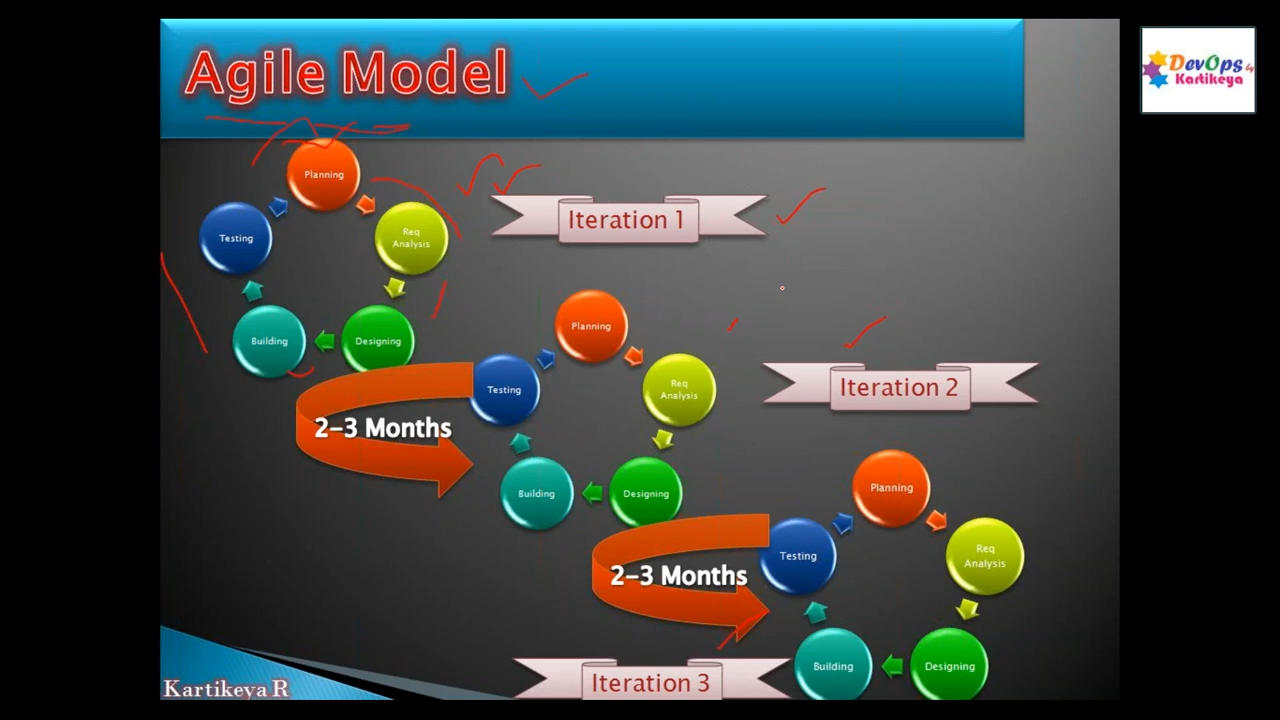 Agile Model
DevOps by
Kartikeya
Planning
Req
Analysis
Designing
Building
Testing
Iteration 1
Planning
Req
Analysis
Designing
Building
Testing
2-3 Months
Iteration 2
Planning
Req
Analysis
Designing
Building
Testing
2-3 Months
Iteration 3
Kartikeya R